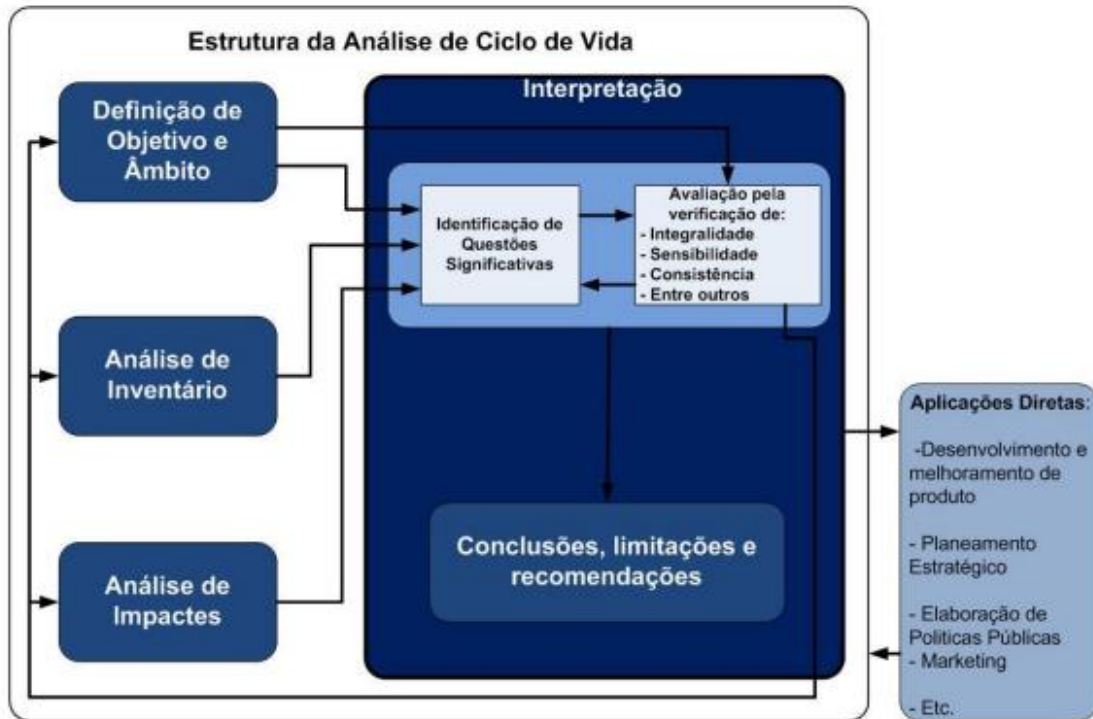 Estrutura da Análise de Ciclo de Vida
Definição de
Objetivo e
Âmbito
Análise de
Inventário
Análise de
Impactes
Interpretação
Identificação de
Questões
Significativas
Avaliação pela
verificação de:
- Integralidade
- Sensibilidade
- Consistência
- Entre outros
Conclusões, limitações e
recomendações
Aplicações Diretas:
-Desenvolvimento e
melhoramento de
produto
- Planeamento
Estratégico
- Elaboração de
Politicas Públicas
- Marketing
- Etc.